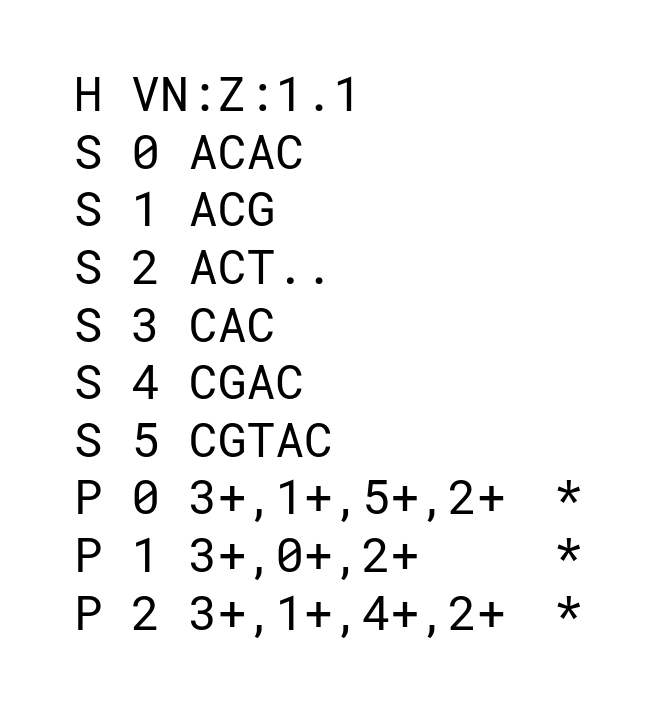 H VN:Z:1.1
S 0 ACAC
S 1 ACG
S 2 ACT..
S 3 CAC
S 4 CGAC
S 5 CGTAC
P 0 3+,1+,5+,2+ *
P 1 3+,0+,2+ *
P 2 3+,1+,4+,2+ *